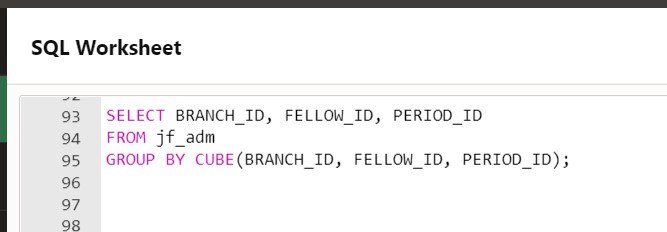 SQL Worksheet
93 SELECT BRANCH_ID, FELLOW_ID, PERIOD_ID
94 FROM jf_adm
95 GROUP BY CUBE(BRANCH_ID, FELLOW_ID, PERIOD_ID);
96
97
98